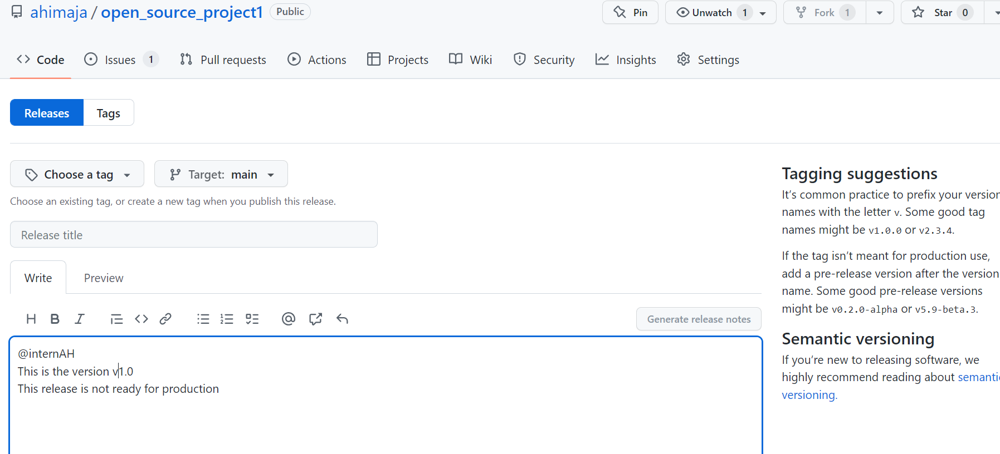 ahimaja / open_source_project1 Public Pin Unwatch 1 Fork 1 Star 0
Code Issues 1 Pull requests Actions Projects Wiki Security Insights Settings
Releases Tags
Choose a tag Target: main
Choose an existing tag, or create a new tag when you publish this release.
Release title
Write Preview
H B I @ Generate release notes
@internAH
This is the version v1.0
This release is not ready for production
Tagging suggestions
It’s common practice to prefix your version
names with the letter v. Some good tag
names might be v1.0.0 or v2.3.4.
If the tag isn’t meant for production use,
add a pre-release version after the version
name. Some good pre-release versions
might be v0.2.0-alpha or v5.9-beta.3.
Semantic versioning
If you’re new to releasing software, we
highly recommend reading about semantic
versioning.